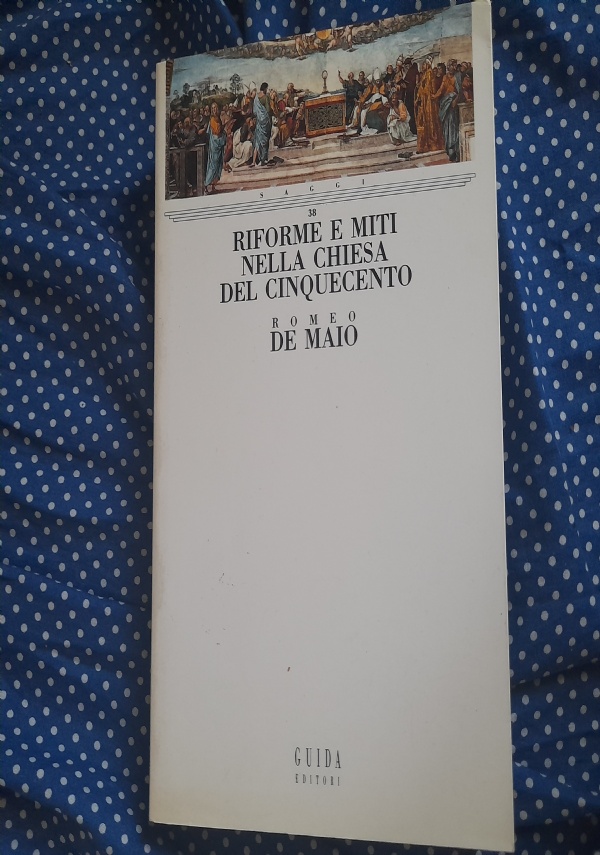 SAGGI
38
RIFORME E MITI
NELLA CHIESA
DEL CINQUECENTO
ROMEO
DE MAIO
GUIDA
EDITORI